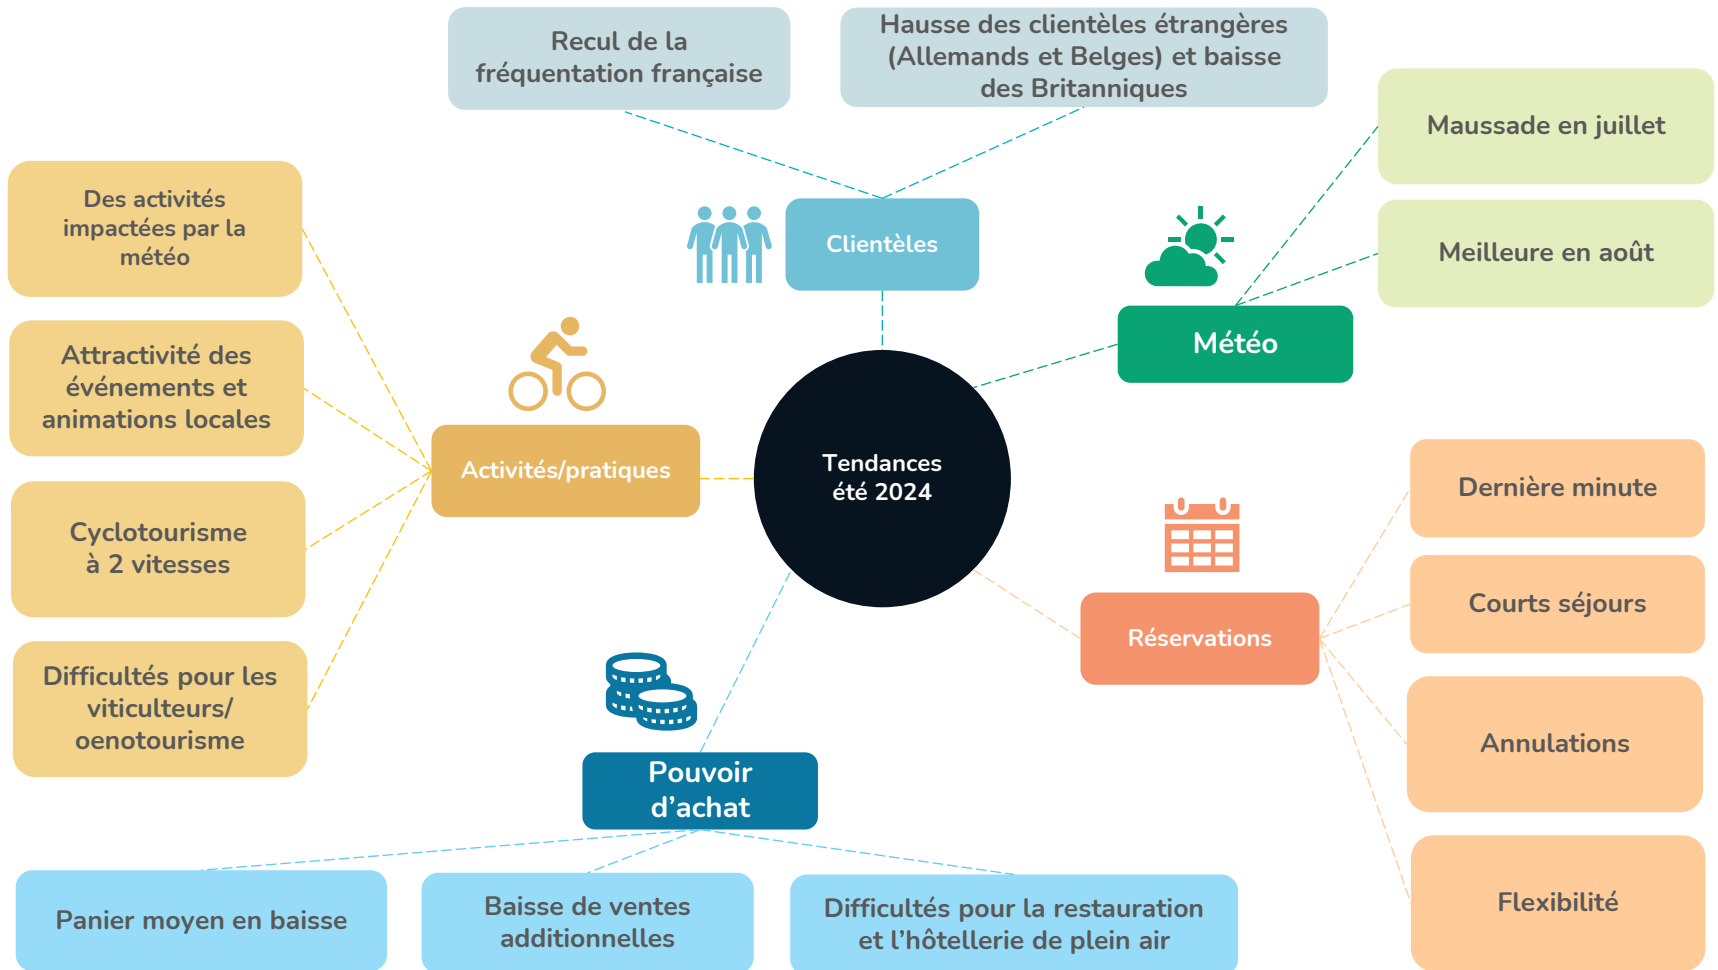 Recul de la
fréquentation française
Hausse des clientèles étrangères
(Allemands et Belges) et baisse
des Britanniques
Maussade en juillet
Meilleure en août
Clientèles
Météo
Des activités
impactées par la
météo
Attractivité des
événements et
animations locales
Cyclotourisme
à 2 vitesses
Difficultés pour les
viticulteurs/
oenotourisme
Activités/pratiques
Tendances
été 2024
Réservations
Dernière minute
Courts séjours
Annulations
Flexibilité
Pouvoir
d’achat
Panier moyen en baisse
Baisse de ventes
additionnelles
Difficultés pour la restauration
et l’hôtellerie de plein air